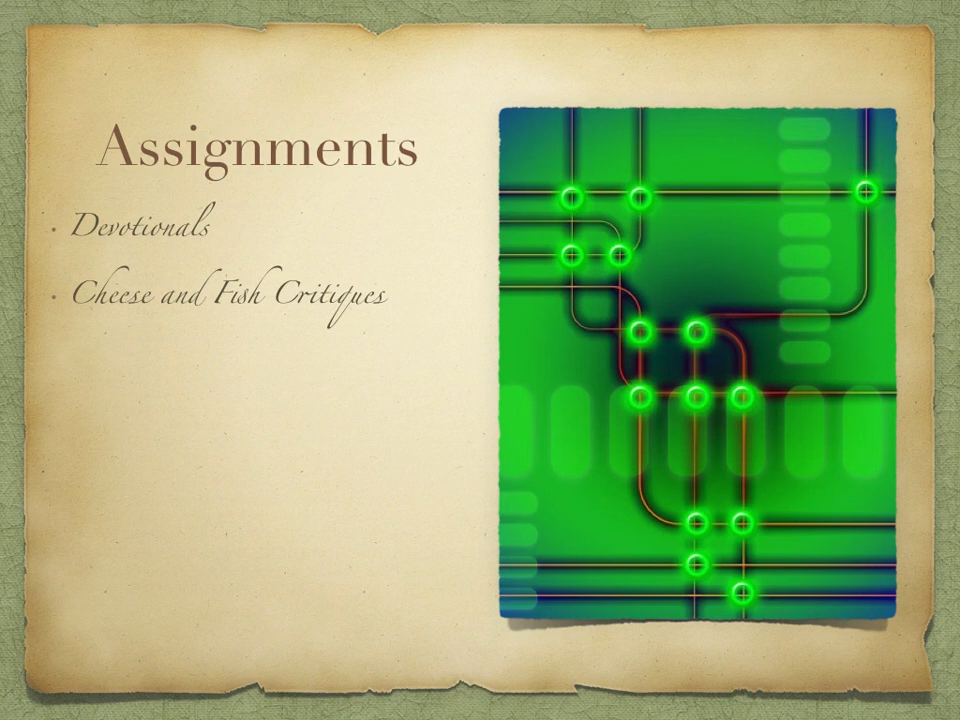 Assignments
• Devotionals
• Cheese and Fish Critiques